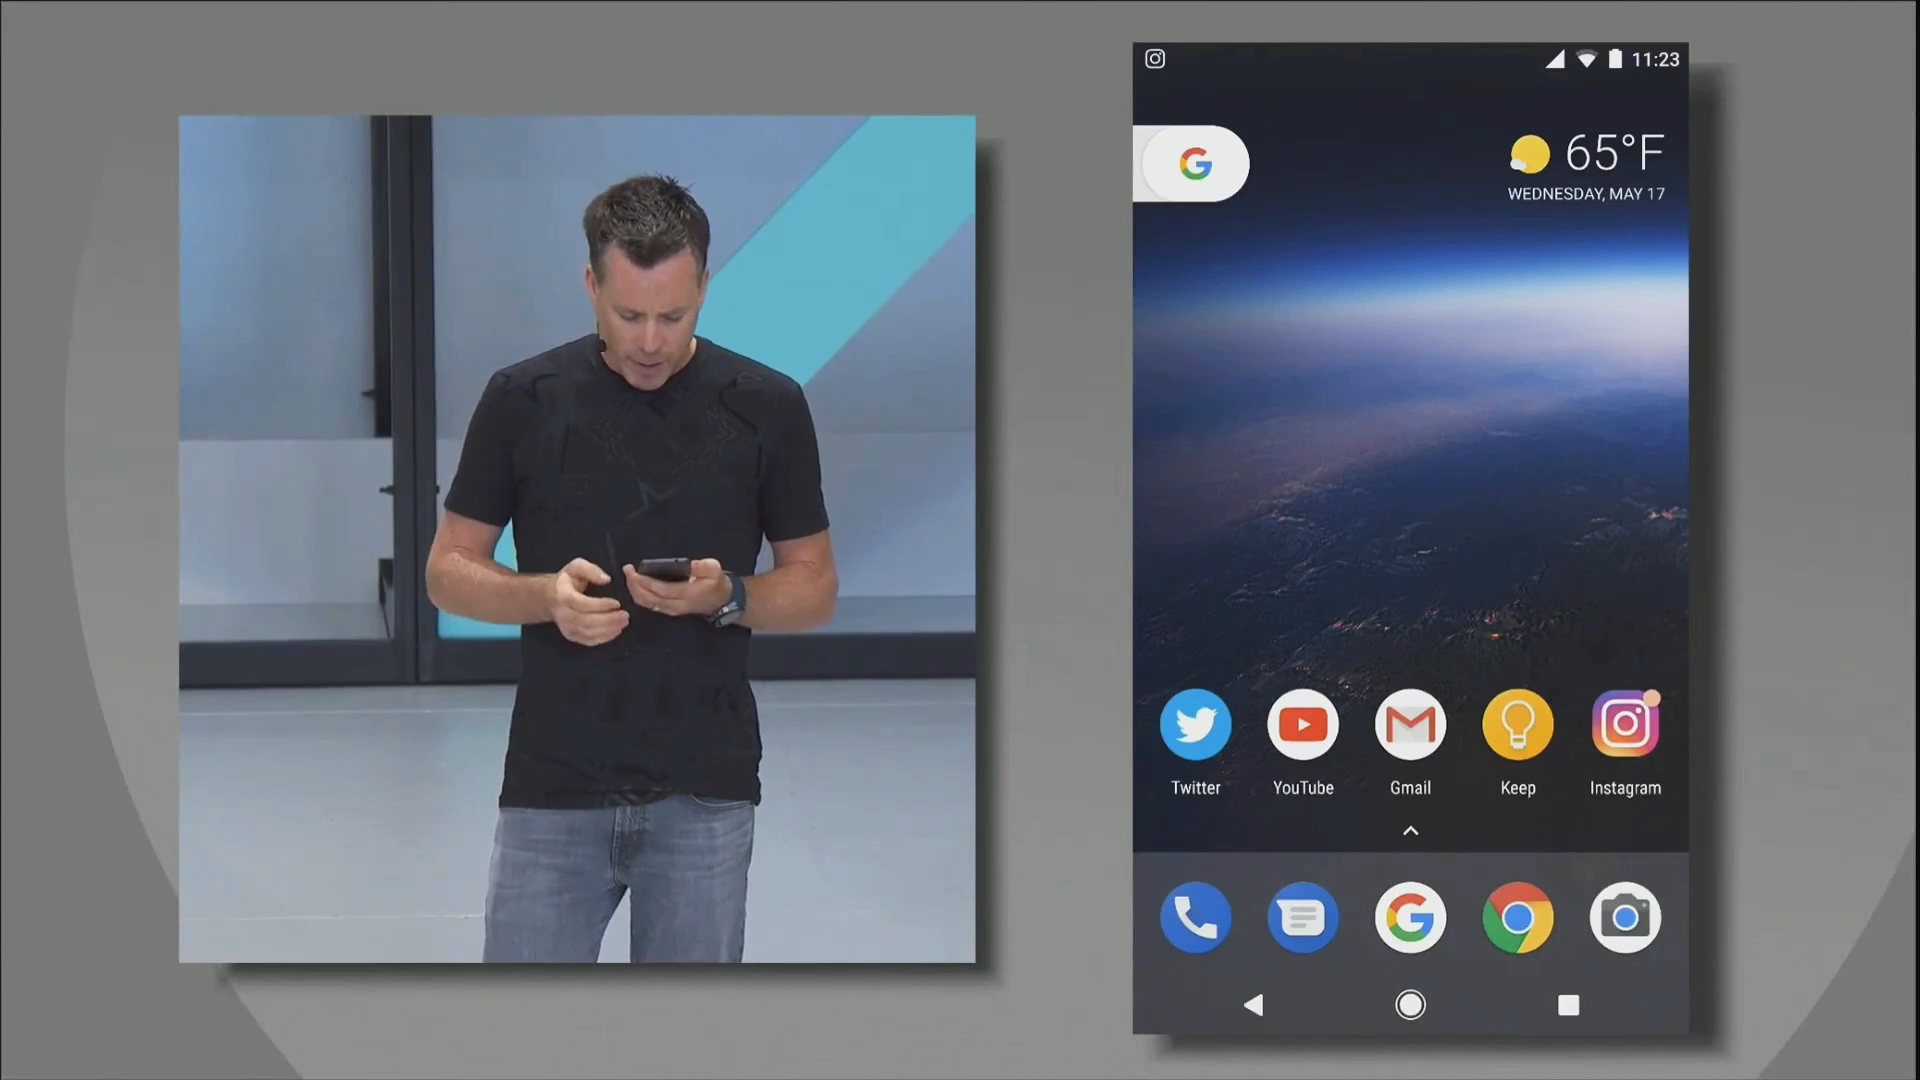 11:23
65°F
WEDNESDAY, MAY 17
Twitter
YouTube
Gmail
Keep
Instagram